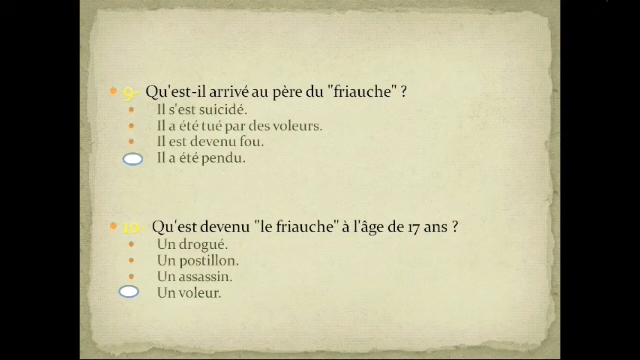 9- Qu'est-il arrivé au père du "friauche" ?
Il s'est suicidé.
Il a été tué par des voleurs.
Il est devenu fou.
Il a été pendu.
10- Qu'est devenu "le friauche" à l'âge de 17 ans ?
Un drogué.
Un postillon.
Un assassin.
Un voleur.